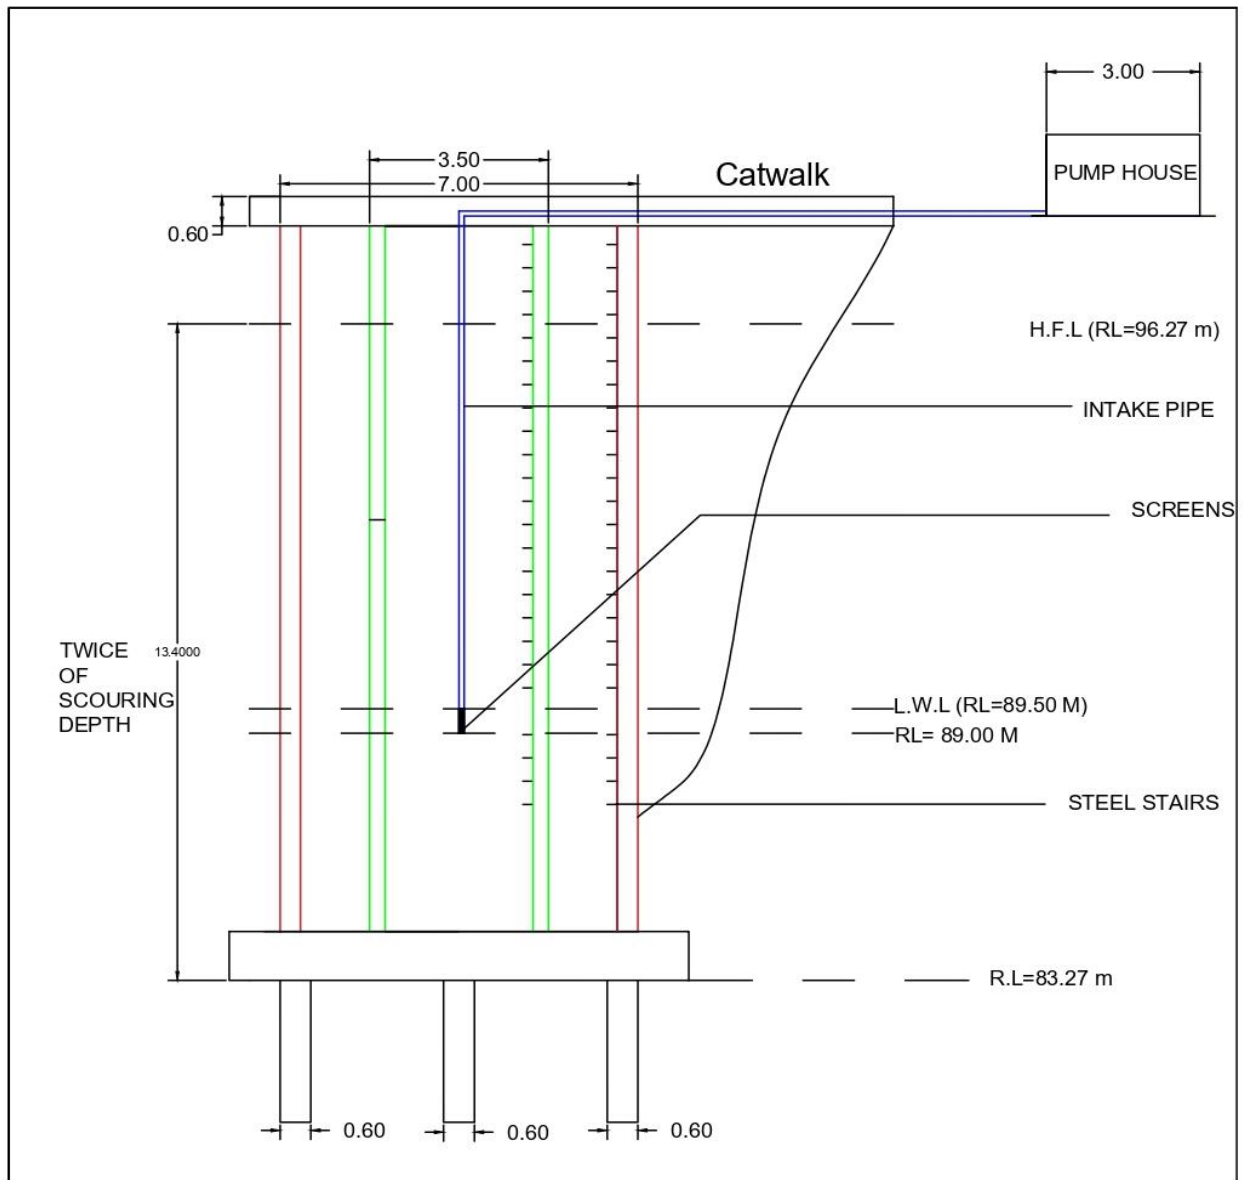 3.00
3.50
7.00
Catwalk
PUMP HOUSE
0.60
H.F.L (RL=96.27 m)
INTAKE PIPE
SCREENS
TWICE
OF
SCOURING
DEPTH
13.4000
L.W.L (RL=89.50 M)
RL= 89.00 M
STEEL STAIRS
R.L=83.27 m
0.60
0.60
0.60